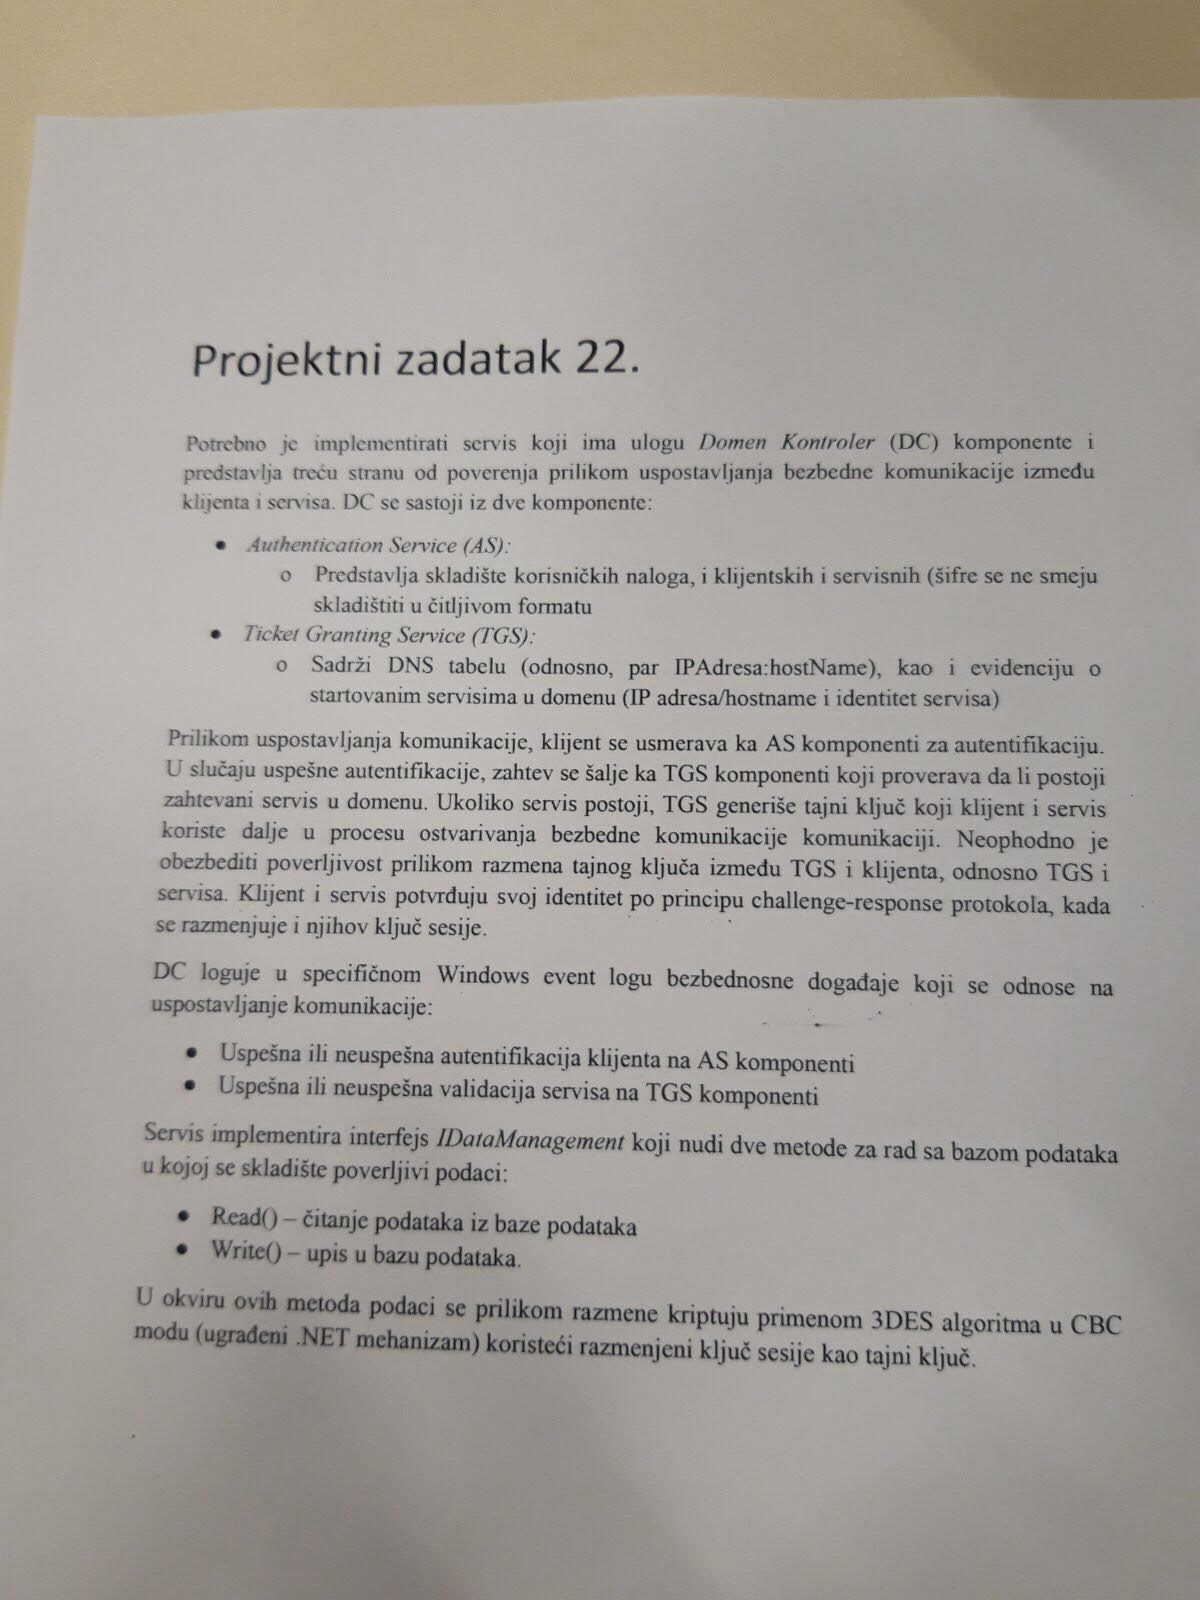 Projektni zadatak 22.
Potrebno je implementirati servis koji ima ulogu Domen Kontroler (DC) komponente i
predstavlja treću stranu od poverenja prilikom uspostavljanja bezbedne komunikacije između
klijenta i servisa. DC se sastoji iz dve komponente:
• Authentication Service (AS):
o Predstavlja skladište korisničkih naloga, i klijentskih i servisnih (šifre se ne smeju
skladištiti u čitljivom formatu
• Ticket Granting Service (TGS):
o Sadrži DNS tabelu (odnosno, par IPAdresa:hostName), kao i evidenciju o
startovanim servisima u domenu (IP adresa/hostname i identitet servisa)
Prilikom uspostavljanja komunikacije, klijent se usmerava ka AS komponenti za autentifikaciju.
U slučaju uspešne autentifikacije, zahtev se šalje ka TGS komponenti koji proverava da li postoji
zahtevani servis u domenu. Ukoliko servis postoji, TGS generiše tajni ključ koji klijent i servis
koriste dalje u procesu ostvarivanja bezbedne komunikacije komunikaciji. Neophodno je
obezbediti poverljivost prilikom razmena tajnog ključa između TGS i klijenta, odnosno TGS i
servisa. Klijent i servis potvrđuju svoj identitet po principu challenge-response protokola, kada
se razmenjuje i njihov ključ sesije.
DC loguje u specifičnom Windows event logu bezbednosne događaje koji se odnose na
uspostavljanje komunikacije:
• Uspešna ili neuspešna autentifikacija klijenta na AS komponenti
• Uspešna ili neuspešna validacija servisa na TGS komponenti
Servis implementira interfejs IDataManagement koji nudi dve metode za rad sa bazom podataka
u kojoj se skladište poverljivi podaci:
• Read() – čitanje podataka iz baze podataka
• Write() – upis u bazu podataka.
U okviru ovih metoda podaci se prilikom razmene kriptuju primenom 3DES algoritma u CBC
modu (ugrađeni .NET mehanizam) koristeći razmenjeni ključ sesije kao tajni ključ.